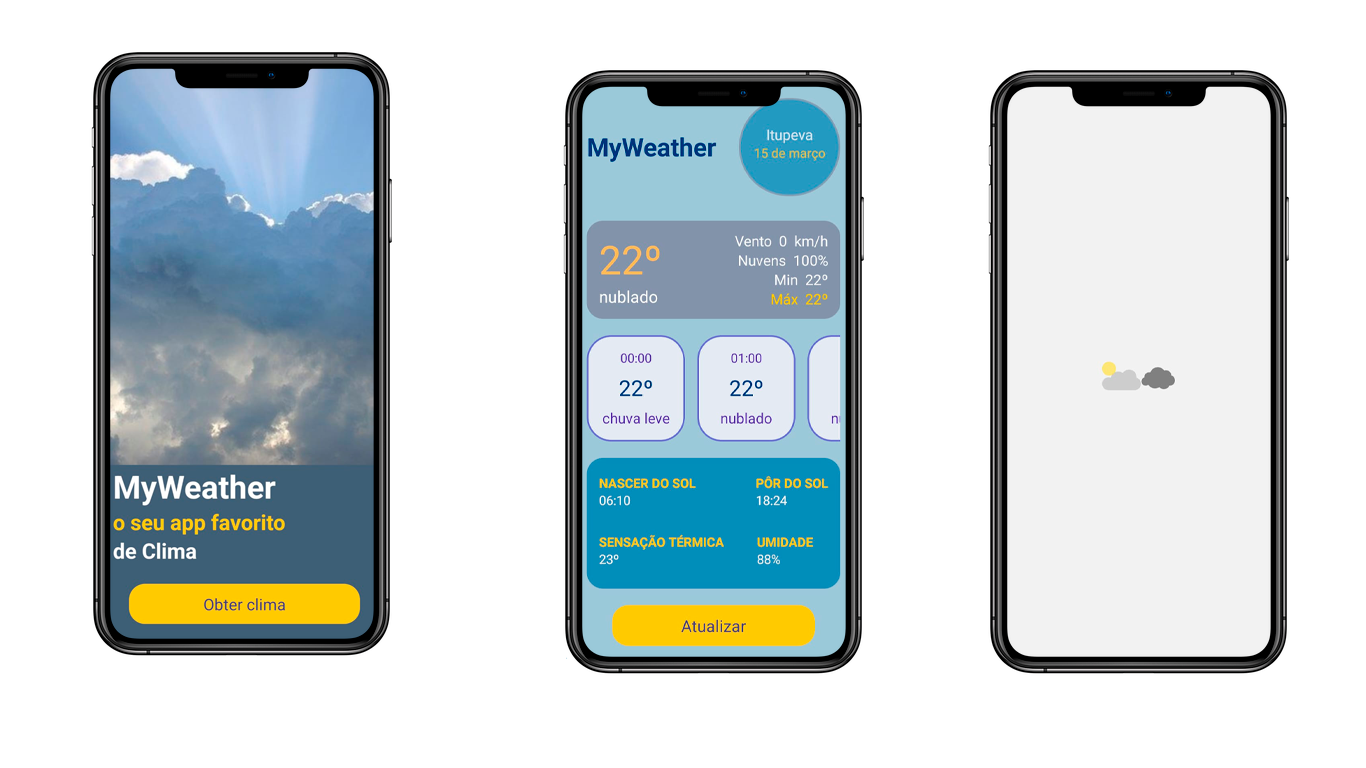 MyWeather
o seu app favorito
de Clima
Obter clima
MyWeather
Itupeva
15 de março
22º
nublado
Vento 0 km/h
Nuvens 100%
Min 22º
Máx 22º
00:00
22º
chuva leve
01:00
22º
nublado
NASCER DO SOL
06:10
PÔR DO SOL
18:24
SENSAÇÃO TÉRMICA
23º
UMIDADE
88%
Atualizar